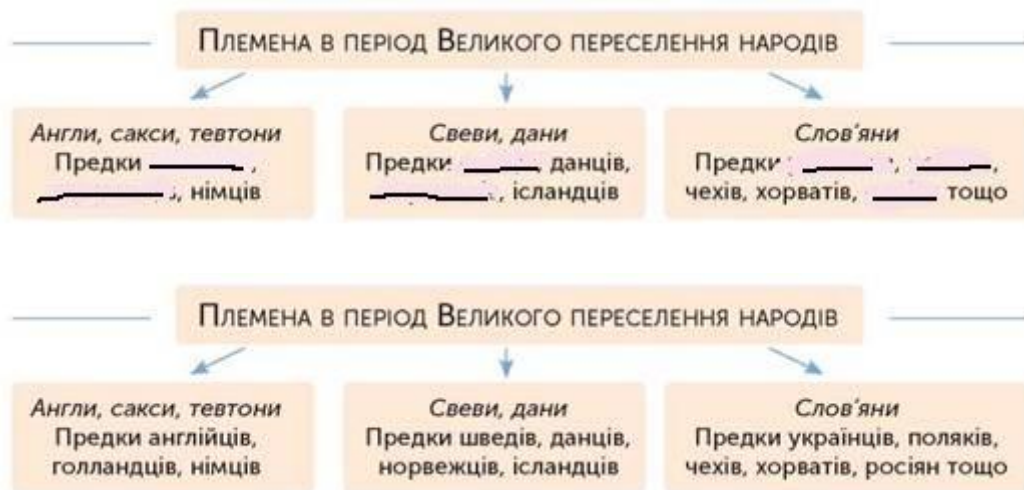 Племена в період Великого переселення народів
Англи, сакси, тевтони
Предки ,
, німців
Свеви, дани
Предки данців,
, ісландців
Слов'яни
Предки , ,
чехів, хорватів, тощо
Племена в період Великого переселення народів
Англи, сакси, тевтони
Предки англійців,
голландців, німців
Свеви, дани
Предки шведів, данців,
норвежців, ісландців
Слов'яни
Предки українців, поляків,
чехів, хорватів, росіян тощо